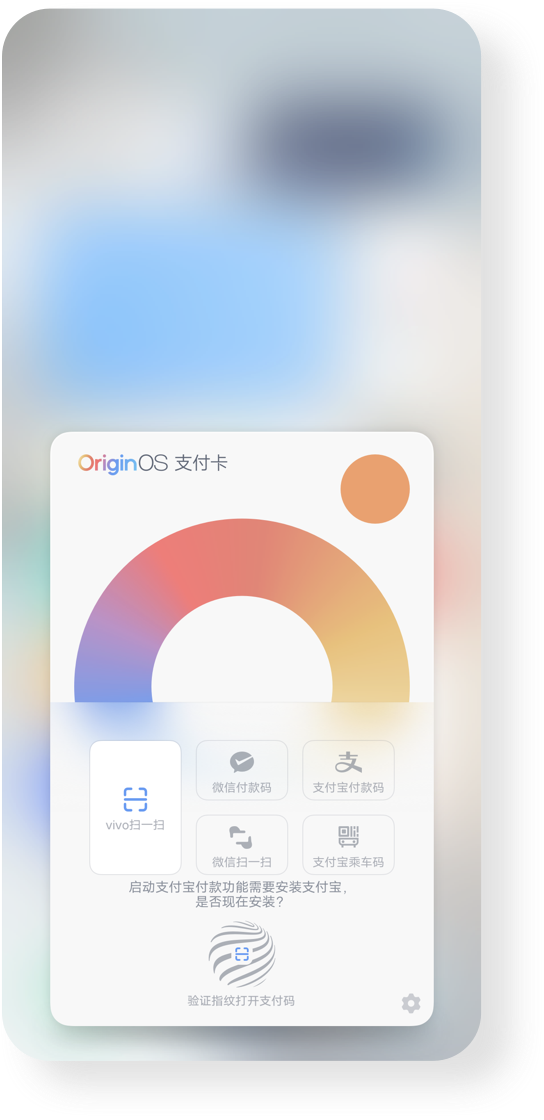 OriginOS 支付卡
微信付款码
支付宝付款码
vivo扫一扫
微信扫一扫
支付宝乘车码
启动支付宝付款功能需要安装支付宝，
是否现在安装？
验证指纹打开支付码